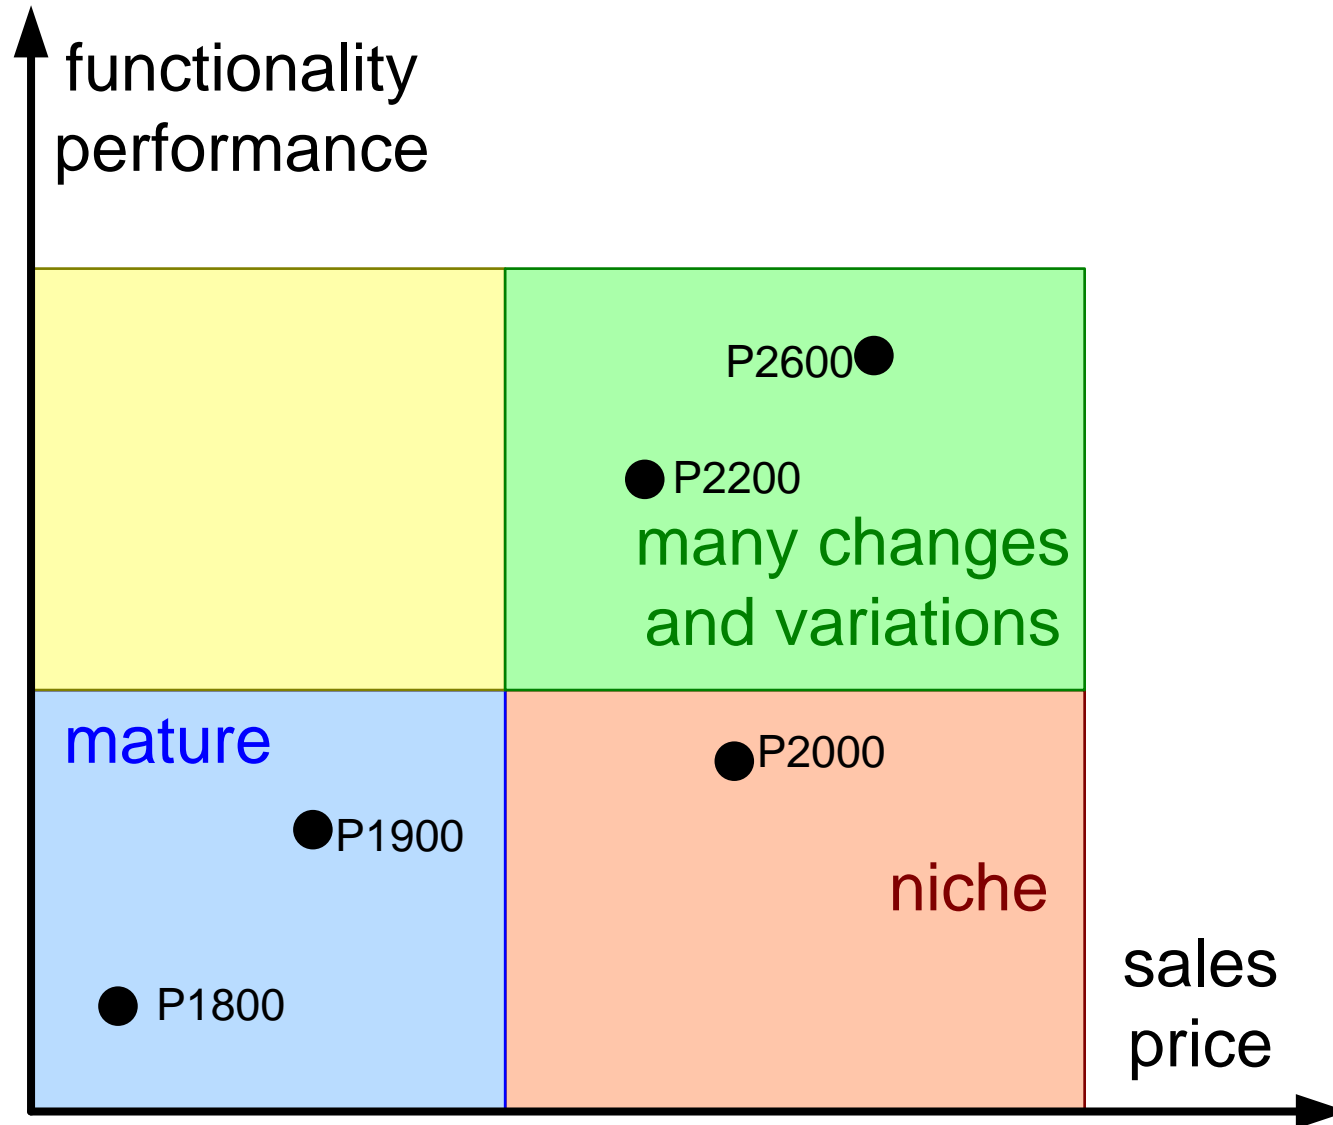 functionality
performance
P2600
P2200
many changes
and variations
mature
P2000
P1900
niche
sales
price
P1800